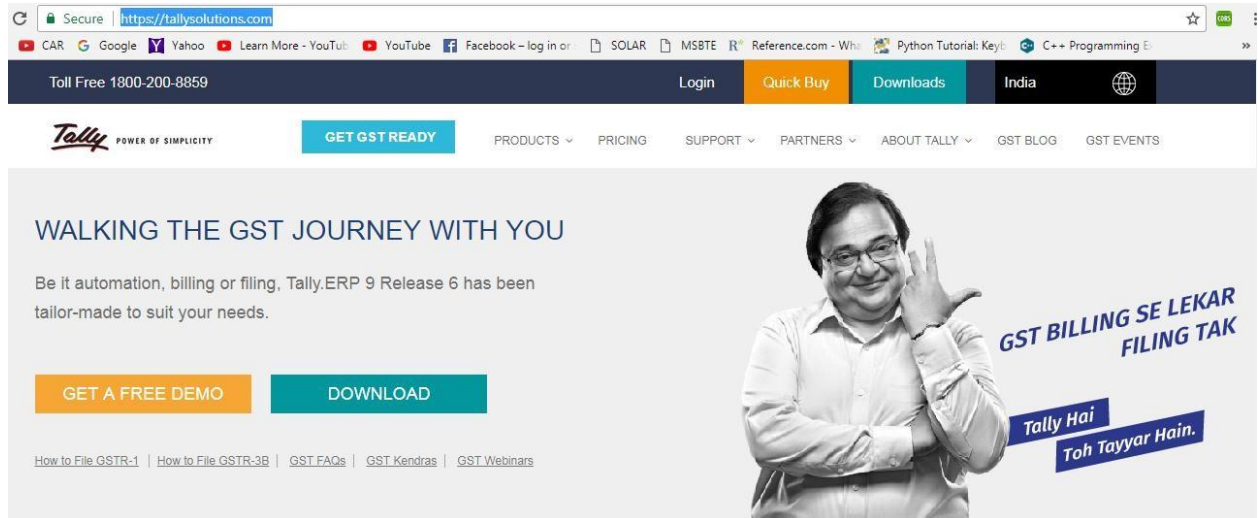 Secure | https://tallysolutions.com
CAR Google Yahoo Learn More - YouTub YouTube Facebook – log in or SOLAR MSBTE Reference.com - Wha Python Tutorial: Keyb C++ Programming E »
Toll Free 1800-200-8859 Login Quick Buy Downloads India
Tally POWER OF SIMPLICITY GET GST READY PRODUCTS PRICING SUPPORT PARTNERS ABOUT TALLY GST BLOG GST EVENTS
WALKING THE GST JOURNEY WITH YOU
Be it automation, billing or filing, Tally.ERP 9 Release 6 has been
tailor-made to suit your needs.
GET A FREE DEMO DOWNLOAD
How to File GSTR-1 | How to File GSTR-3B | GST FAQs | GST Kendras | GST Webinars
GST BILLING SE LEKAR
FILING TAK
Tally Hai
Toh Tayyar Hain.